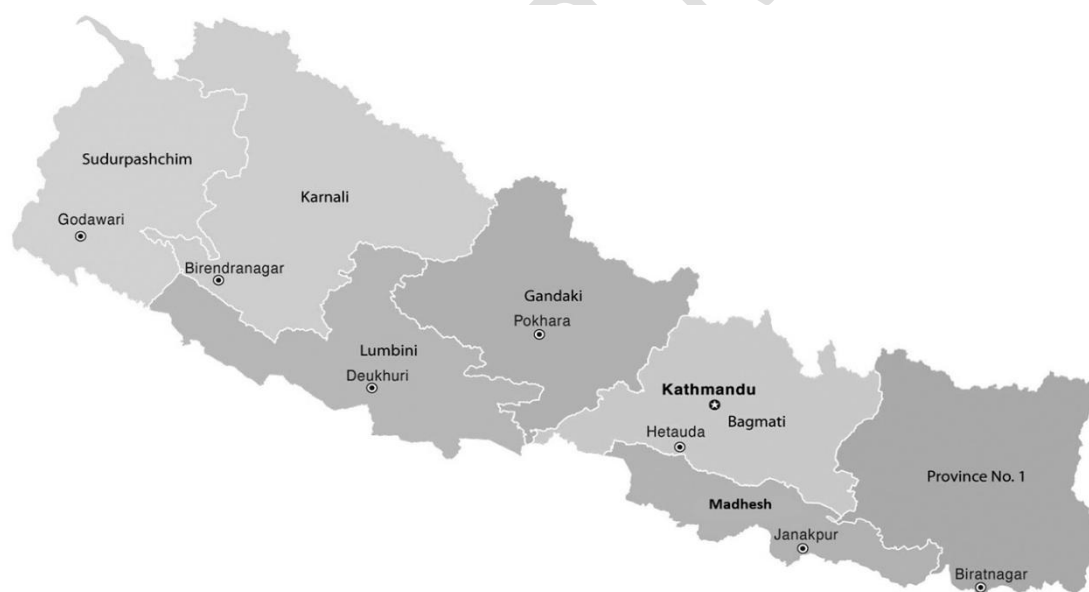 Sudurpashchim
Godawari
Karnali
Birendranagar
Gandaki
Pokhara
Lumbini
Deukhuri
Kathmandu
Bagmati
Hetauda
Province No. 1
Madhesh
Janakpur
Biratnagar